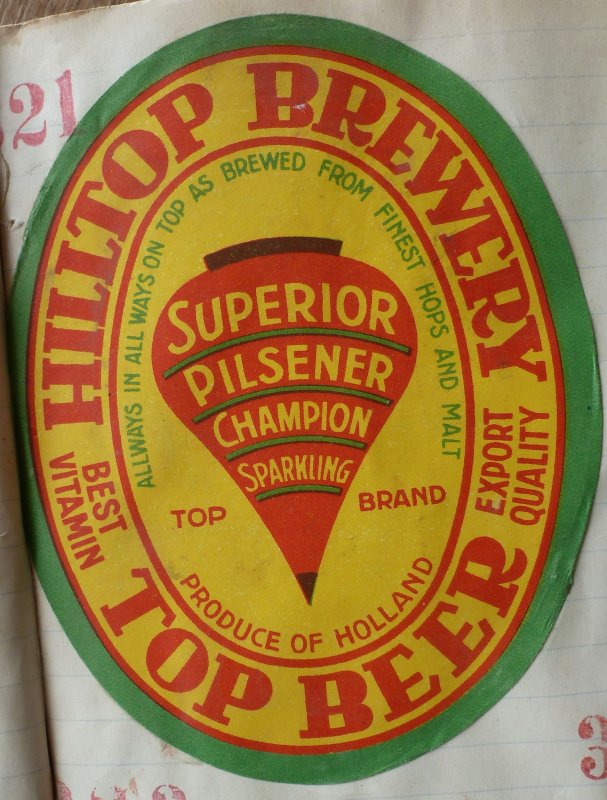 321
HILLTOP BREWERY
ALLWAYS IN ALL WAYS ON TOP AS BREWED FROM FINEST HOPS AND MALT
SUPERIOR
PILSENER
CHAMPION
SPARKLING
TOP BRAND
BEST
VITAMIN
EXPORT
QUALITY
PRODUCE OF HOLLAND
TOP BEER